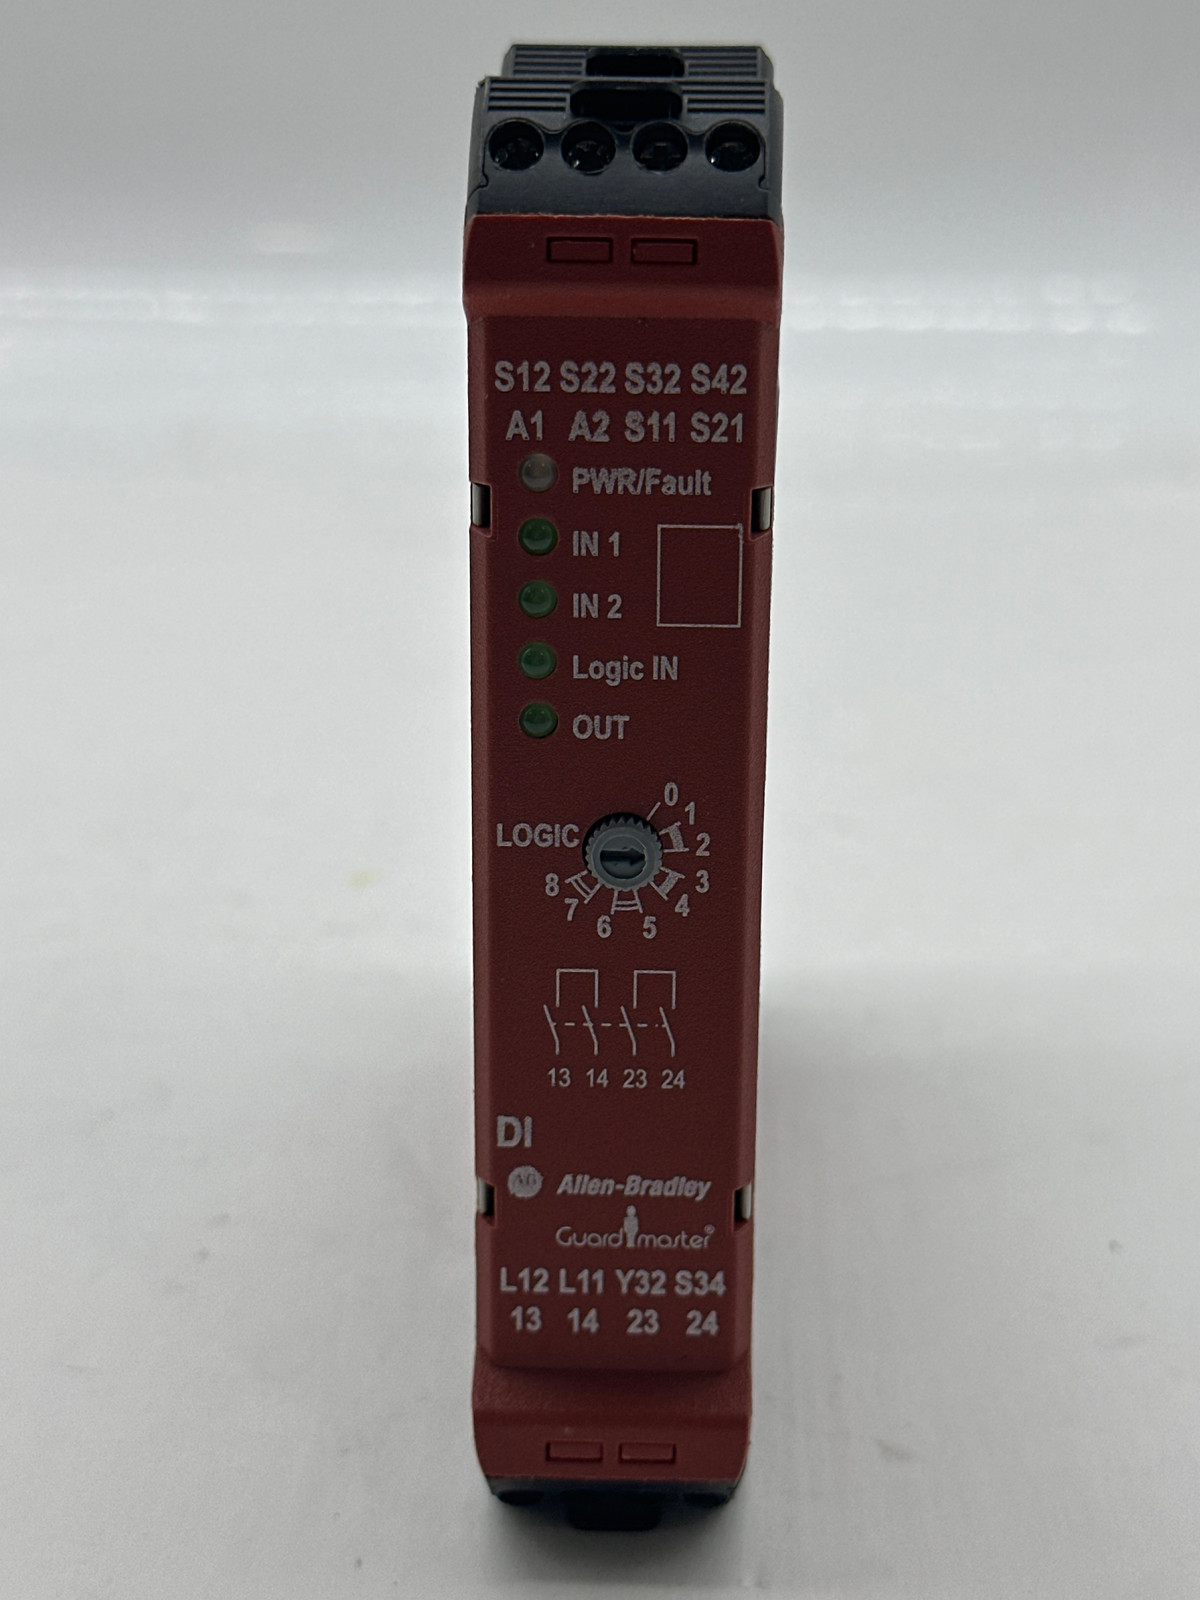 S12 S22 S32 S42
A1 A2 S11 S21
PWR/Fault
IN 1
IN 2
Logic IN
OUT
LOGIC
0
1
2
3
4
5
6
7
8
13 14 23 24
DI
AB Allen-Bradley
Guardmaster®
L12 L11 Y32 S34
13 14 23 24